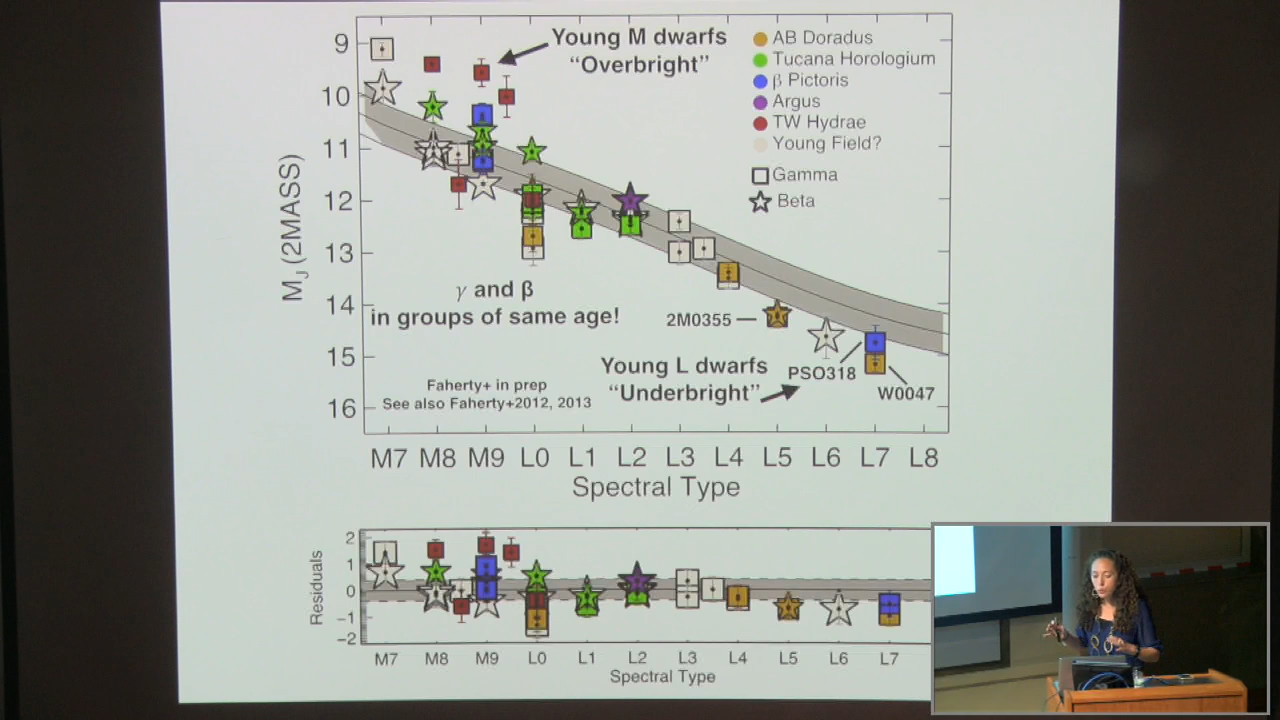 Young M dwarfs
"Overbright"
AB Doradus
Tucana Horologium
β Pictoris
Argus
TW Hydrae
Young Field?
Gamma
Beta
9
10
11
12
13
14
15
16
M_J (2MASS)
γ and β
in groups of same age!
2M0355
Young L dwarfs
"Underbright"
PSO318
W0047
Faherty+ in prep
See also Faherty+2012, 2013
M7 M8 M9 L0 L1 L2 L3 L4 L5 L6 L7 L8
Spectral Type
2
1
0
−1
−2
Residuals
M7 M8 M9 L0 L1 L2 L3 L4 L5 L6 L7
Spectral Type